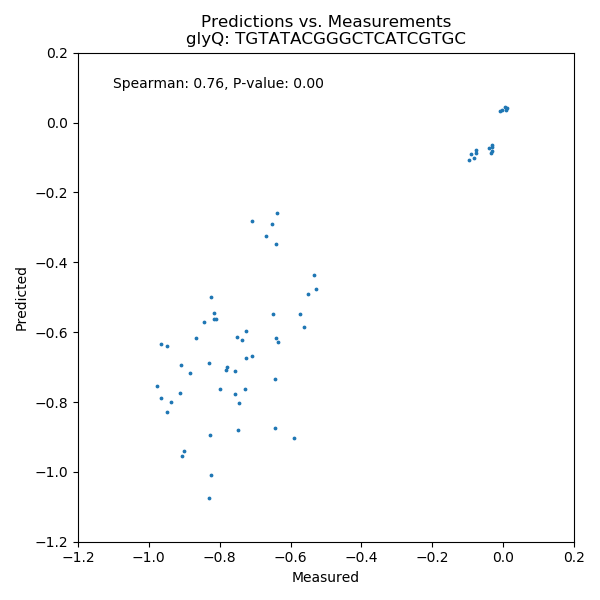 Predictions vs. Measurements
glyQ: TGTATACGGGCTCATCGTGC
Spearman: 0.76, P-value: 0.00
0.2
0.0
−0.2
−0.4
−0.6
−0.8
−1.0
−1.2
Predicted
−1.2 −1.0 −0.8 −0.6 −0.4 −0.2 0.0 0.2
Measured